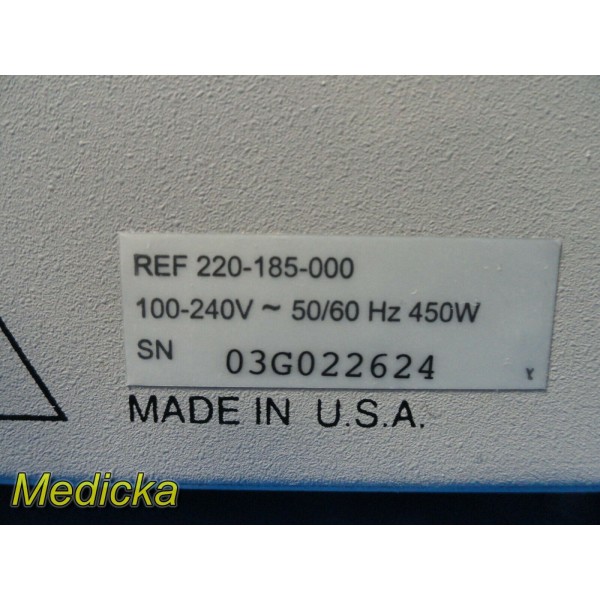 REF 220-185-000
100-240V ~ 50/60 Hz 450W
SN 03G022624
MADE IN U.S.A.
Medicka